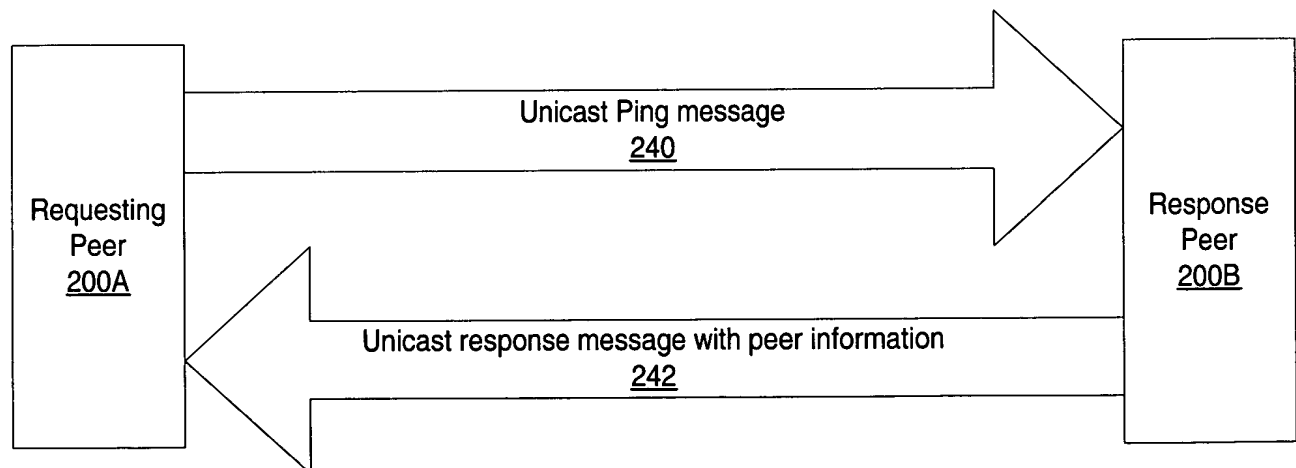 Unicast Ping message
240
Requesting
Peer
200A
Response
Peer
200B
Unicast response message with peer information
242